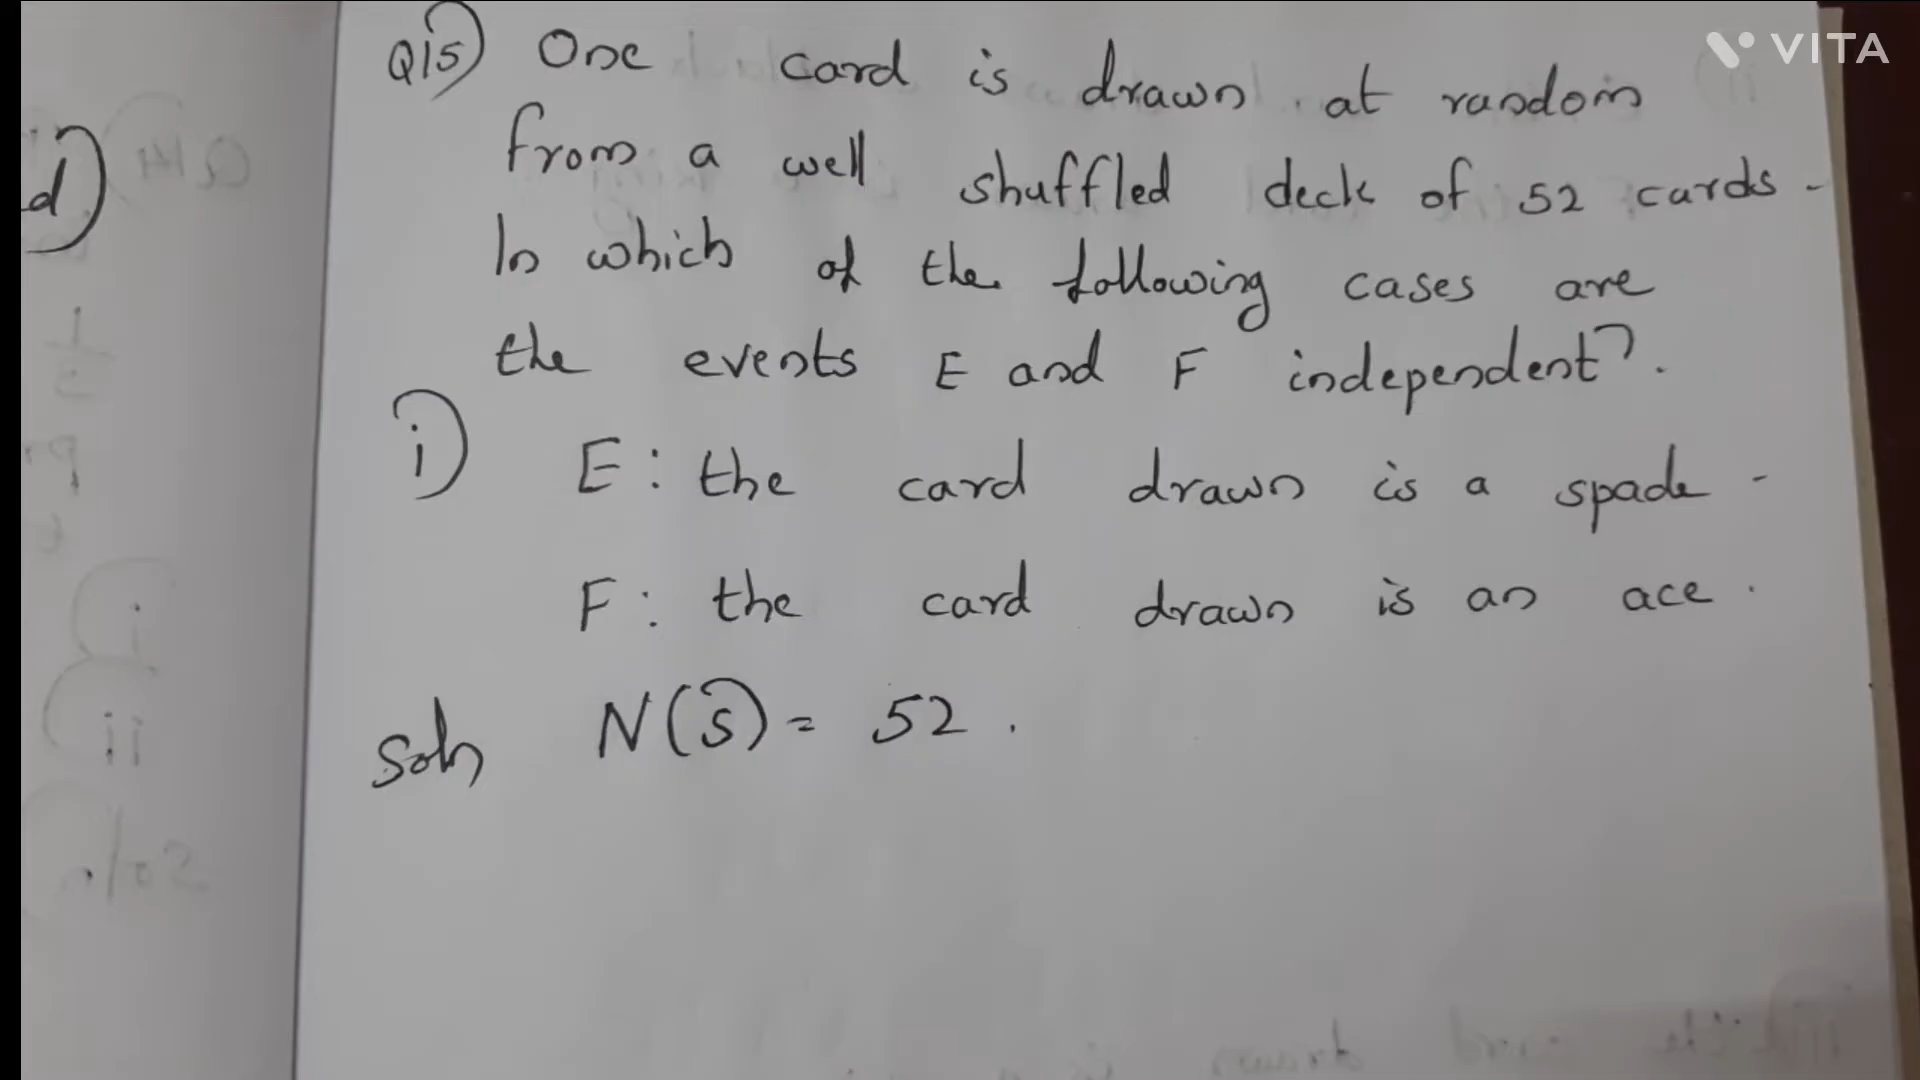 VITA
Q15) One card is drawn at random
from a well shuffled deck of 52 cards.
In which of the following cases are
the events E and F independent?.
i) E: the card drawn is a spade.
F: the card drawn is an ace.
Soln N(S) = 52.
d)